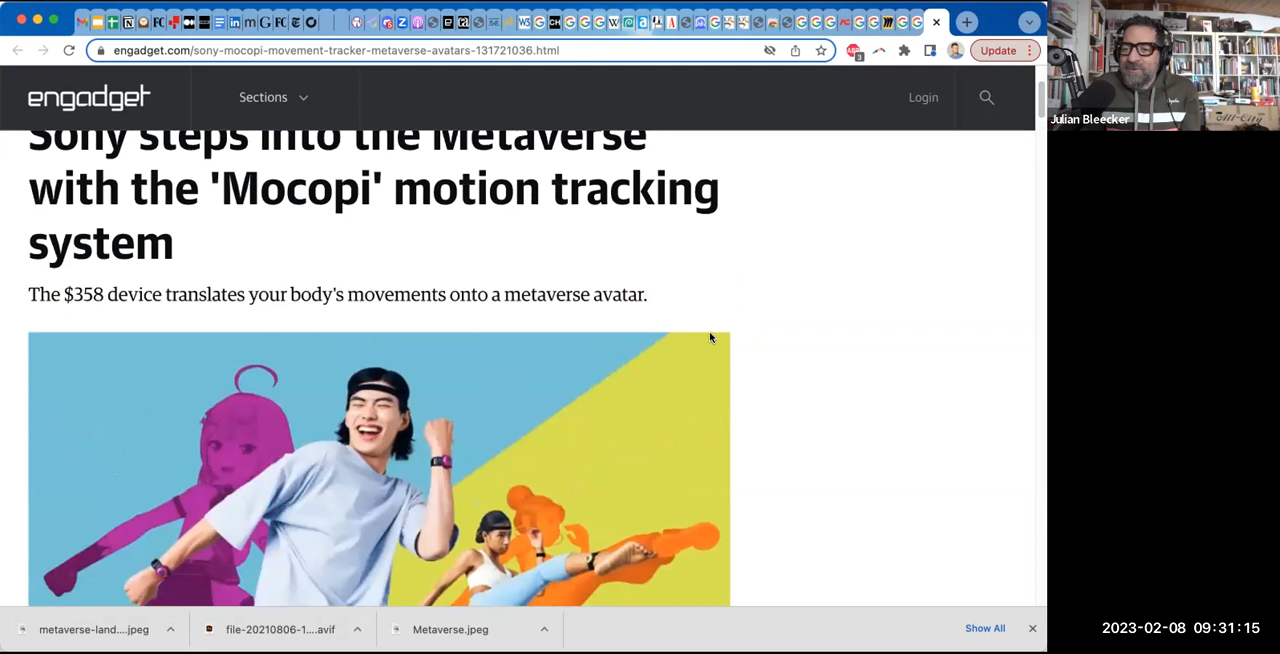 engadget.com/sony-mocopi-movement-tracker-metaverse-avatars-131721036.html
3
Update
engadget
Sections
Login
Sony steps into the Metaverse
with the 'Mocopi' motion tracking
system
The $358 device translates your body's movements onto a metaverse avatar.
metaverse-land....jpeg
file-20210806-1....avif
Metaverse.jpeg
Show All
Julian Bleecker
2023-02-08 09:31:15